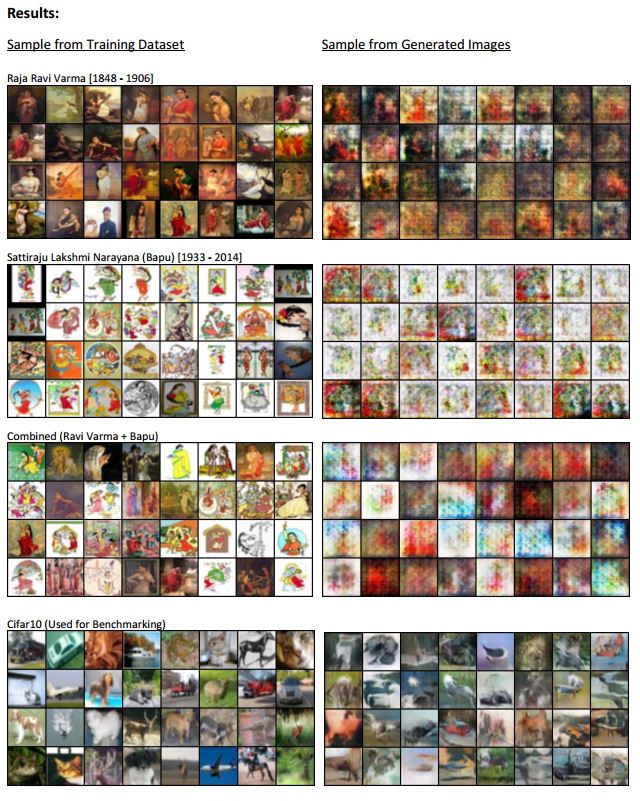 Results:
Sample from Training Dataset
Sample from Generated Images
Raja Ravi Varma [1848 - 1906]
Sattiraju Lakshmi Narayana (Bapu) [1933 - 2014]
Combined (Ravi Varma + Bapu)
Cifar10 (Used for Benchmarking)